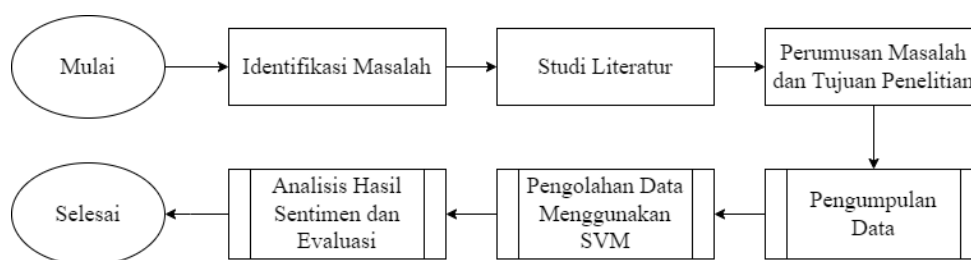 Mulai
Identifikasi Masalah
Studi Literatur
Perumusan Masalah
dan Tujuan Penelitian
Pengumpulan
Data
Pengolahan Data
Menggunakan
SVM
Analisis Hasil
Sentimen dan
Evaluasi
Selesai